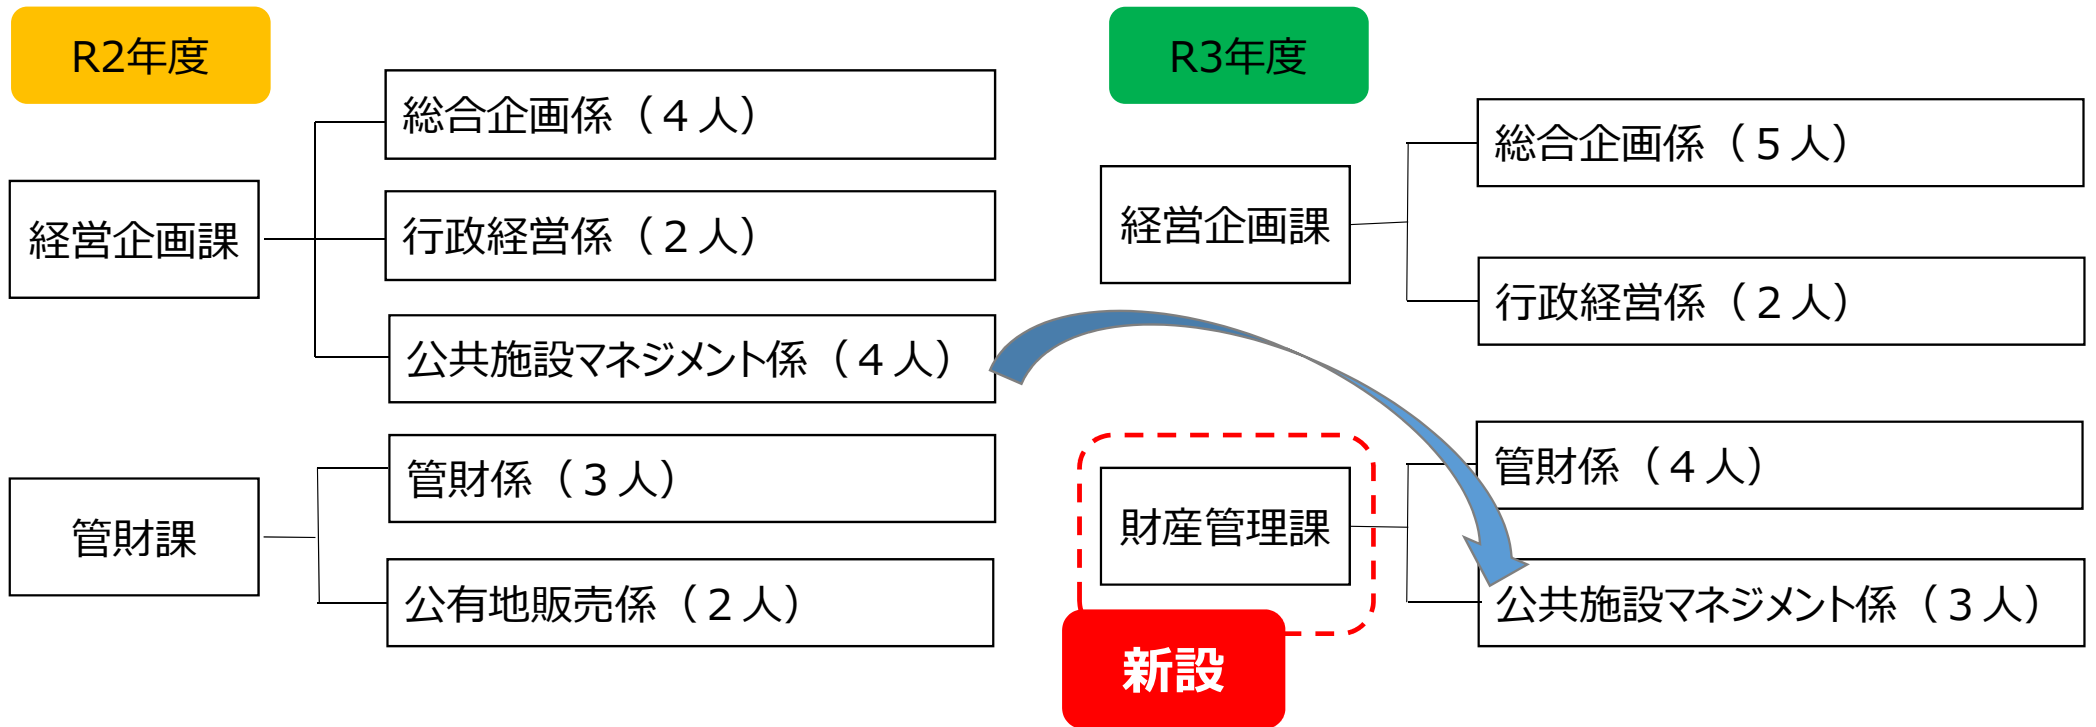 R2年度
総合企画係（４人）
行政経営係（２人）
経営企画課
公共施設マネジメント係（４人）
管財係（３人）
管財課
公有地販売係（２人）
R3年度
総合企画係（５人）
経営企画課
行政経営係（２人）
管財係（４人）
財産管理課
公共施設マネジメント係（３人）
新設